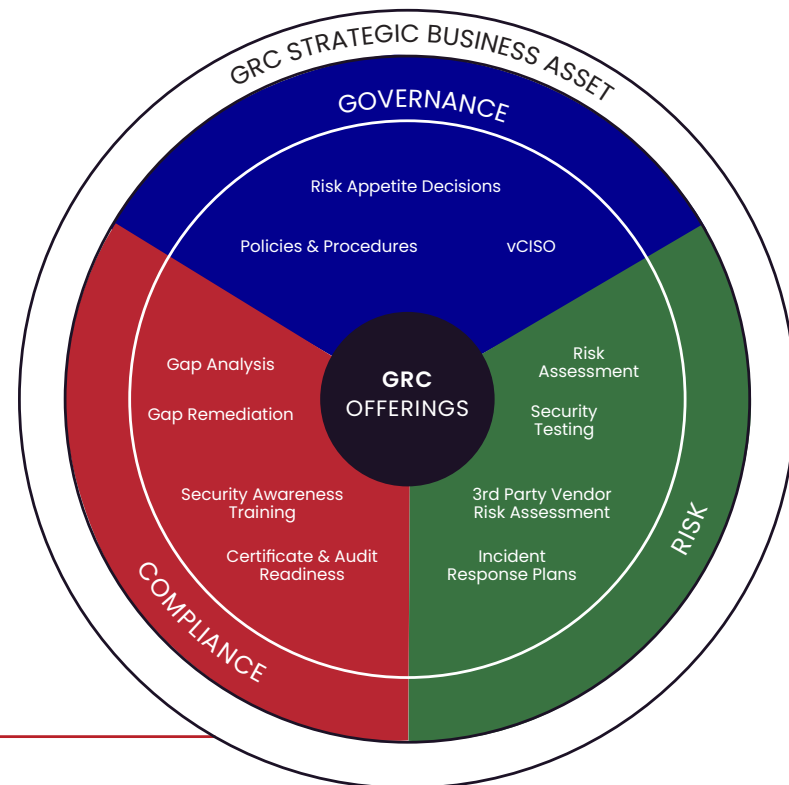 GRC STRATEGIC BUSINESS ASSET
GOVERNANCE
Risk Appetite Decisions
Policies & Procedures
vCISO
GRC
OFFERINGS
Gap Analysis
Gap Remediation
Security Awareness
Training
Certificate & Audit
Readiness
COMPLIANCE
Risk
Assessment
Security
Testing
3rd Party Vendor
Risk Assessment
Incident
Response Plans
RISK